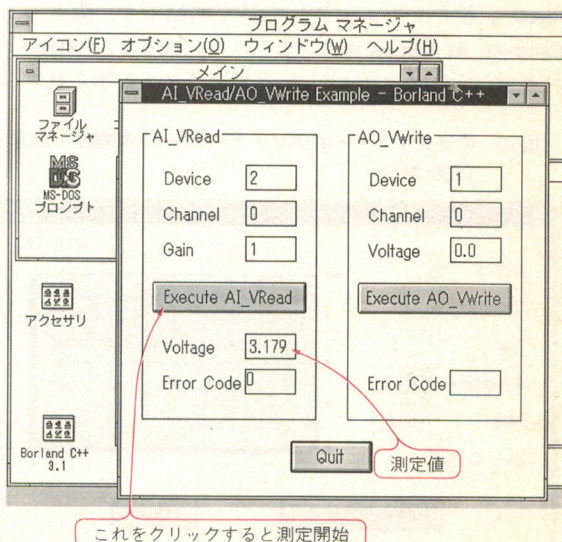 プログラム マネージャ
アイコン(F) オプション(O) ウィンドウ(W) ヘルプ(H)
メイン
ファイル
マネージャ
MS-DOS
MS-DOS
プロンプト
アクセサリ
Borland C++
3.1
AI_VRead/AO_VWrite Example - Borland C++
AI_VRead
Device 2
Channel 0
Gain 1
Execute AI_VRead
Voltage 3.179
Error Code 0
AO_VWrite
Device 1
Channel 0
Voltage 0.0
Execute AO_VWrite
Error Code
Quit
測定値
これをクリックすると測定開始